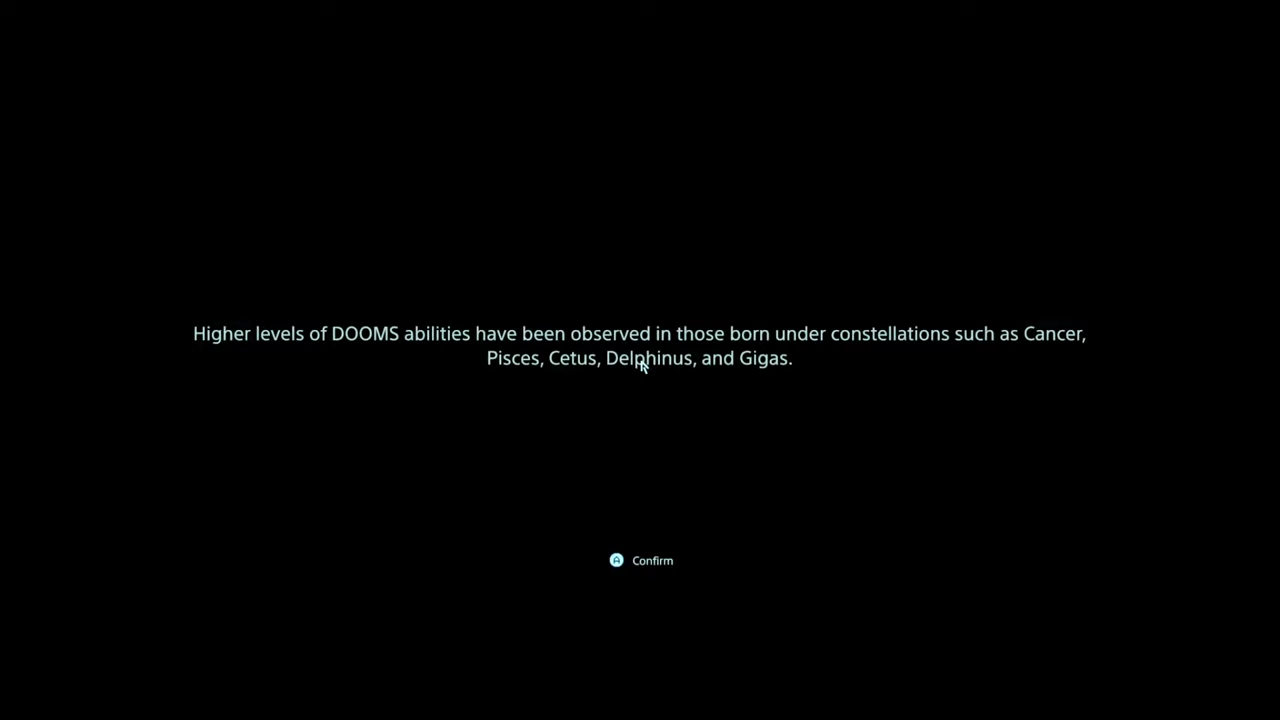 Higher levels of DOOMS abilities have been observed in those born under constellations such as Cancer,
Pisces, Cetus, Delphinus, and Gigas.
A Confirm